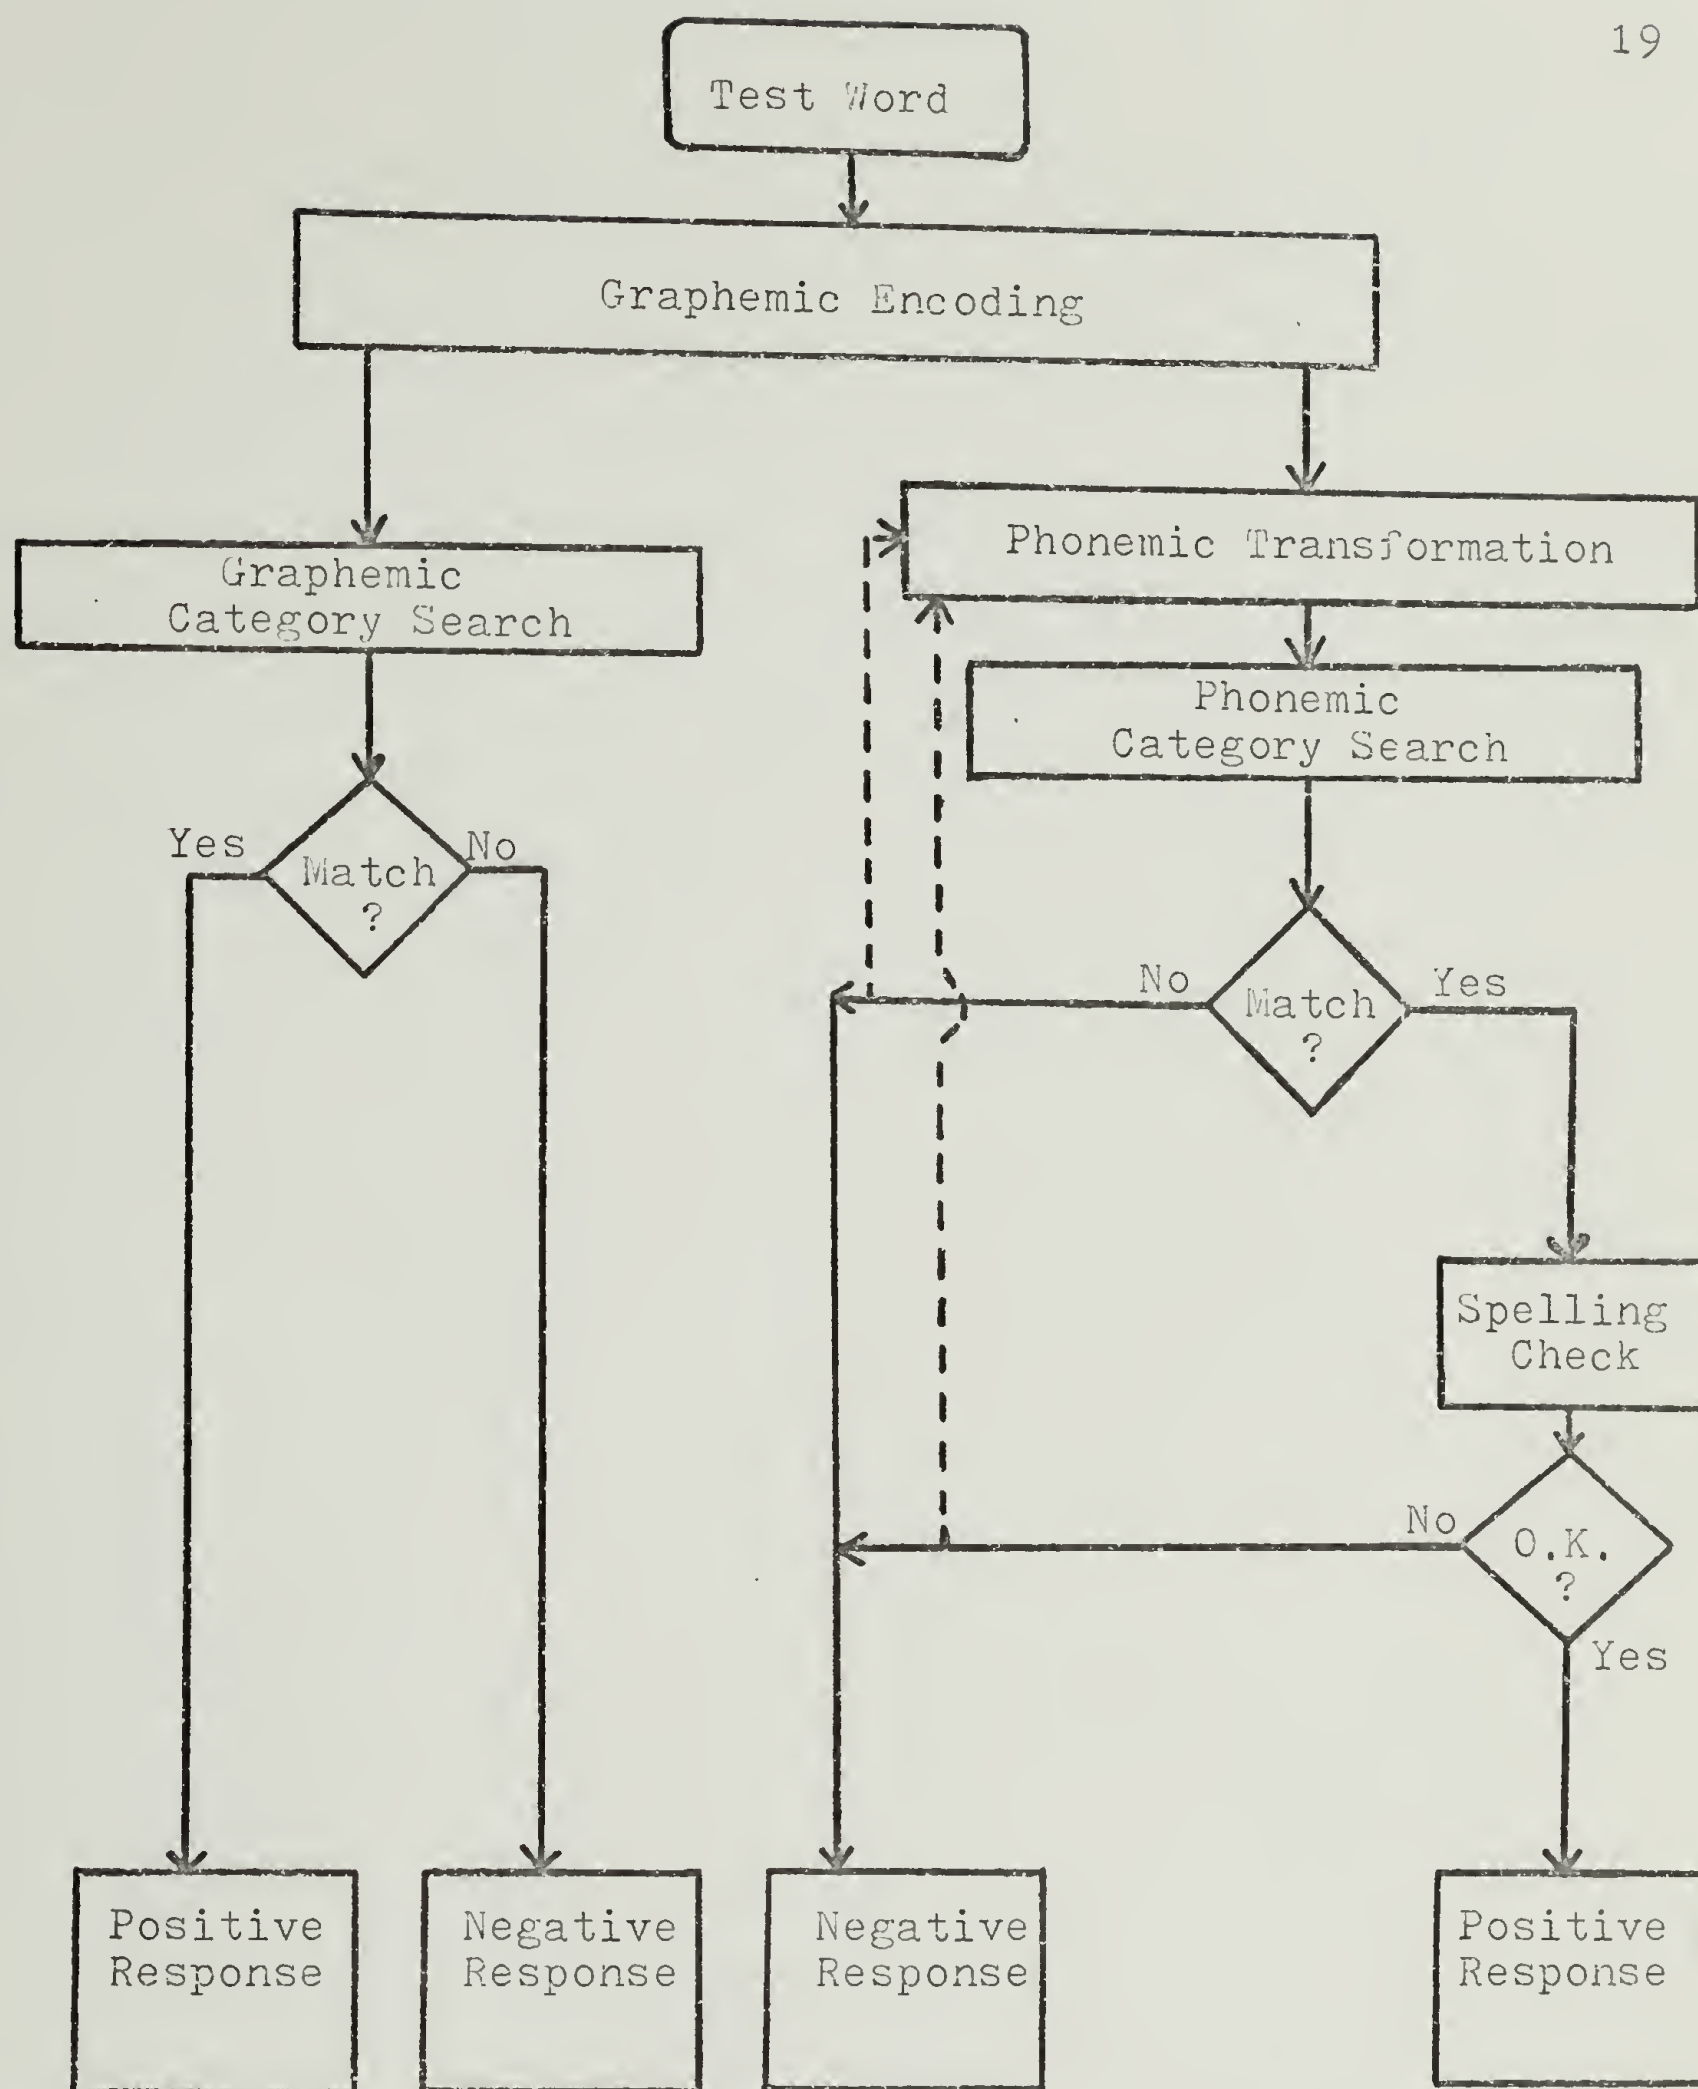 19
Test Word
Graphemic Encoding
Phonemic Transformation
Graphemic
Category Search
Phonemic
Category Search
Yes
No
Match
?
No
Yes
Match
?
Spelling
Check
No
O.K.
?
Yes
Positive
Response
Negative
Response
Negative
Response
Positive
Response